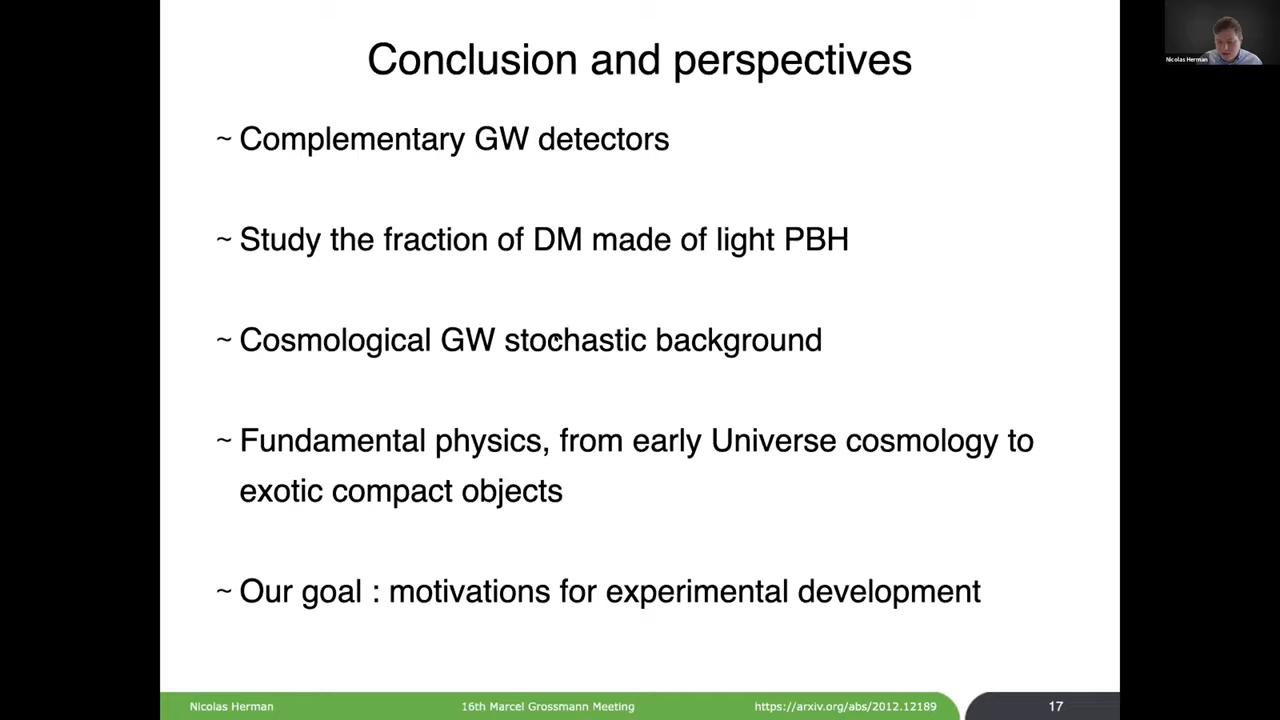 Conclusion and perspectives
Nicolas Herman
~ Complementary GW detectors
~ Study the fraction of DM made of light PBH
~ Cosmological GW stochastic background
~ Fundamental physics, from early Universe cosmology to
exotic compact objects
~ Our goal : motivations for experimental development
Nicolas Herman 16th Marcel Grossmann Meeting https://arxiv.org/abs/2012.12189 17